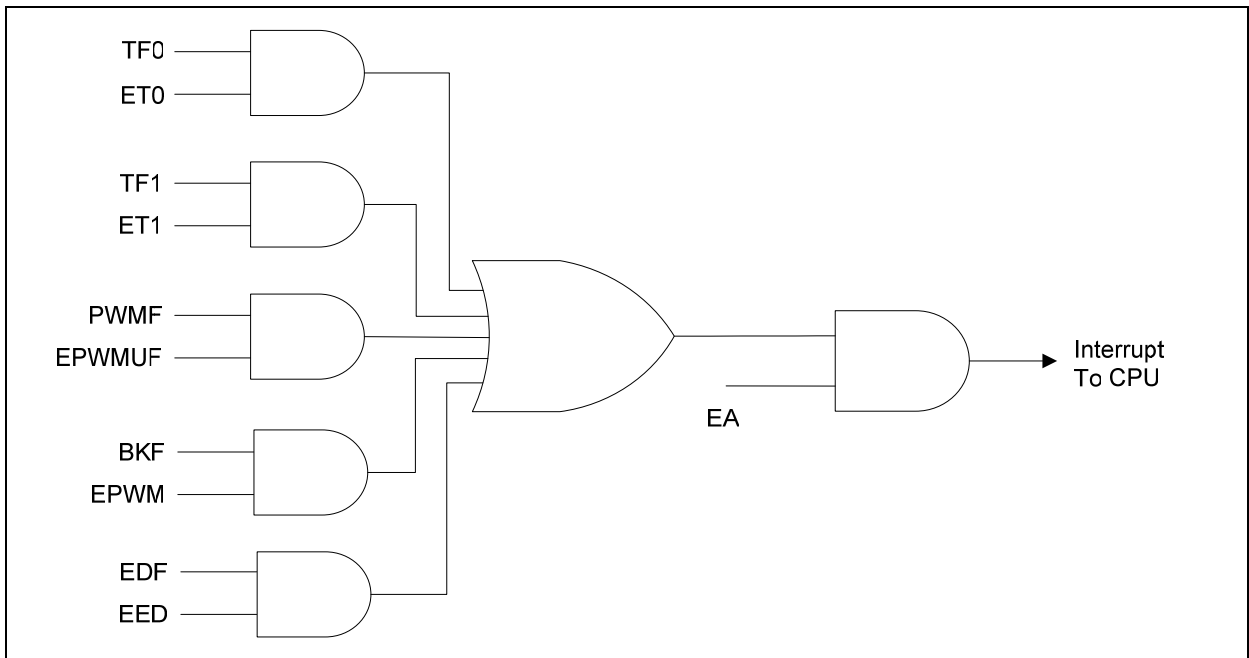 TF0
ET0
TF1
ET1
PWMF
EPWMUF
BKF
EPWM
EDF
EED
EA
Interrupt
To CPU